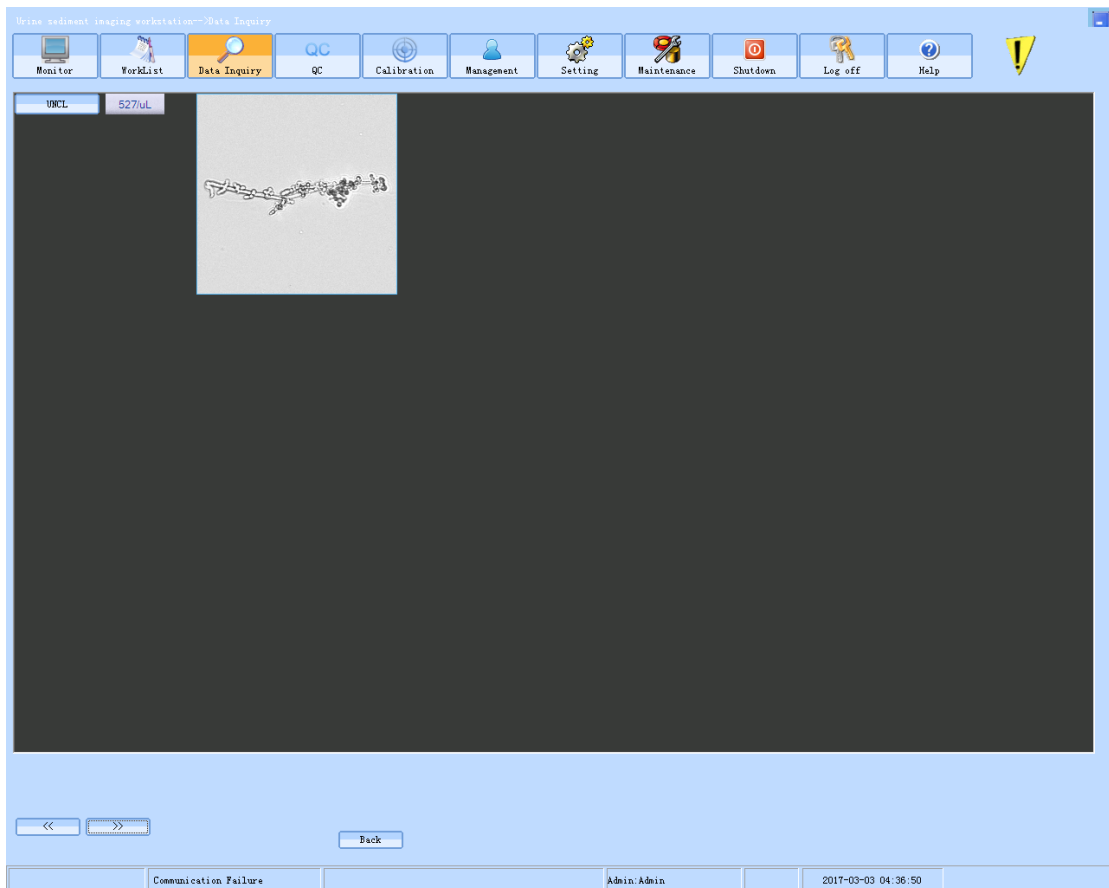 Urine sediment imaging workstation-->Data Inquiry
Monitor WorkList Data Inquiry QC QC Calibration Management Setting Maintenance Shutdown Log off Help
UNCL 527/uL
<< >>
Back
Communication Failure Admin:Admin 2017-03-03 04:36:50